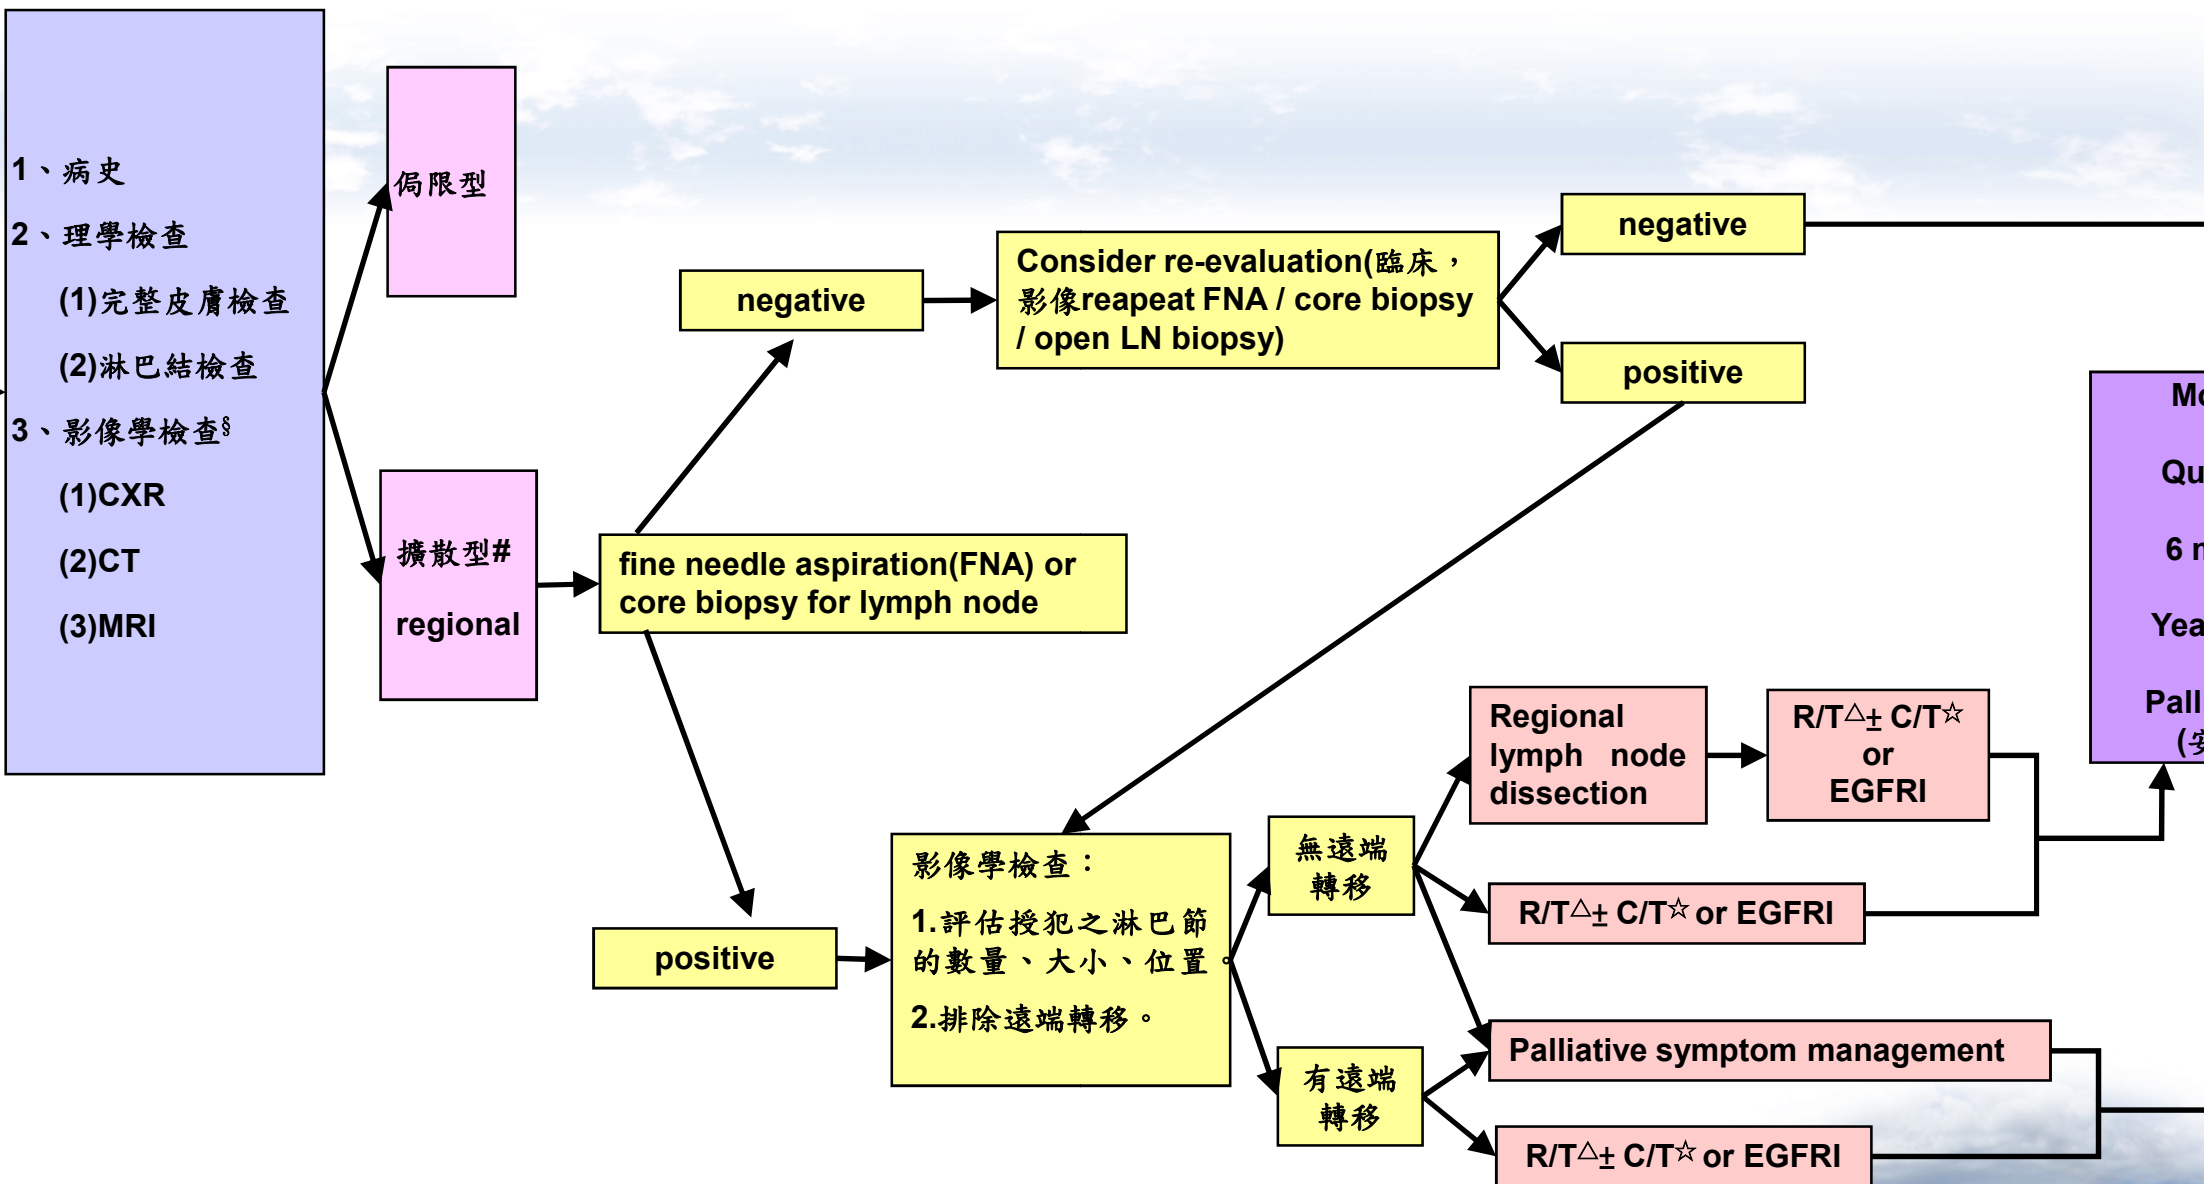 1、病史
2、理學檢查
(1)完整皮膚檢查
(2)淋巴結檢查
3、影像學檢查§
(1)CXR
(2)CT
(3)MRI
侷限型
擴散型#
regional
fine needle aspiration(FNA) or
core biopsy for lymph node
negative
Consider re-evaluation(臨床，
影像reapeat FNA / core biopsy
/ open LN biopsy)
negative
positive
positive
影像學檢查：
1.評估授犯之淋巴節
的數量、大小、位置。
2.排除遠端轉移。
無遠端
轉移
有遠端
轉移
Regional
lymph node
dissection
R/T△± C/T☆
or
EGFRI
R/T△± C/T☆ or EGFRI
Palliative symptom management
R/T△± C/T☆ or EGFRI
6